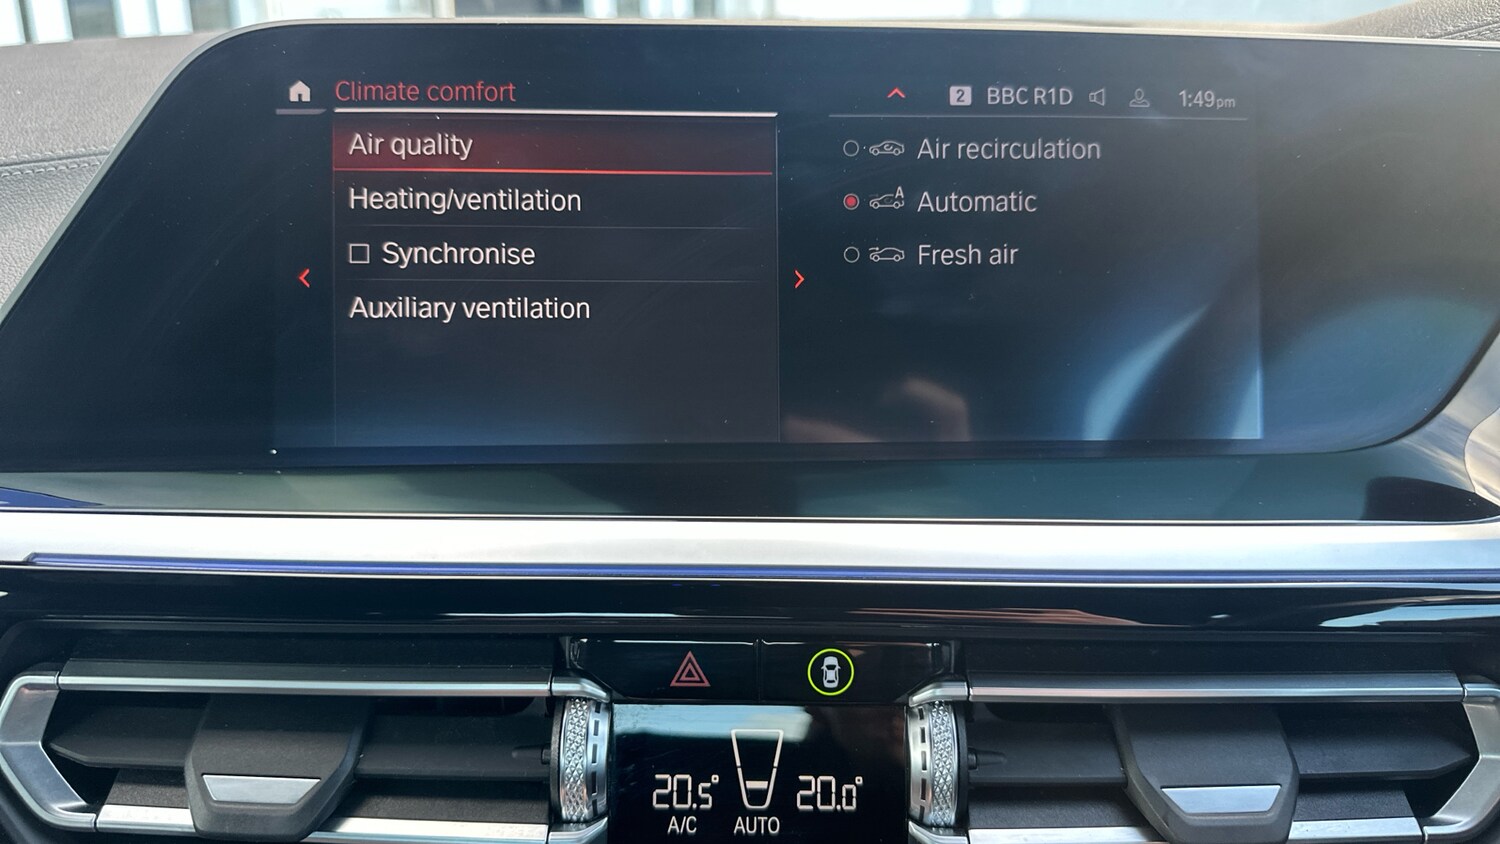 Climate comfort
2 BBC R1D 1:49pm
Air quality
Heating/ventilation
Synchronise
Auxiliary ventilation
Air recirculation
A Automatic
Fresh air
20.5° 20.0°
A/C AUTO